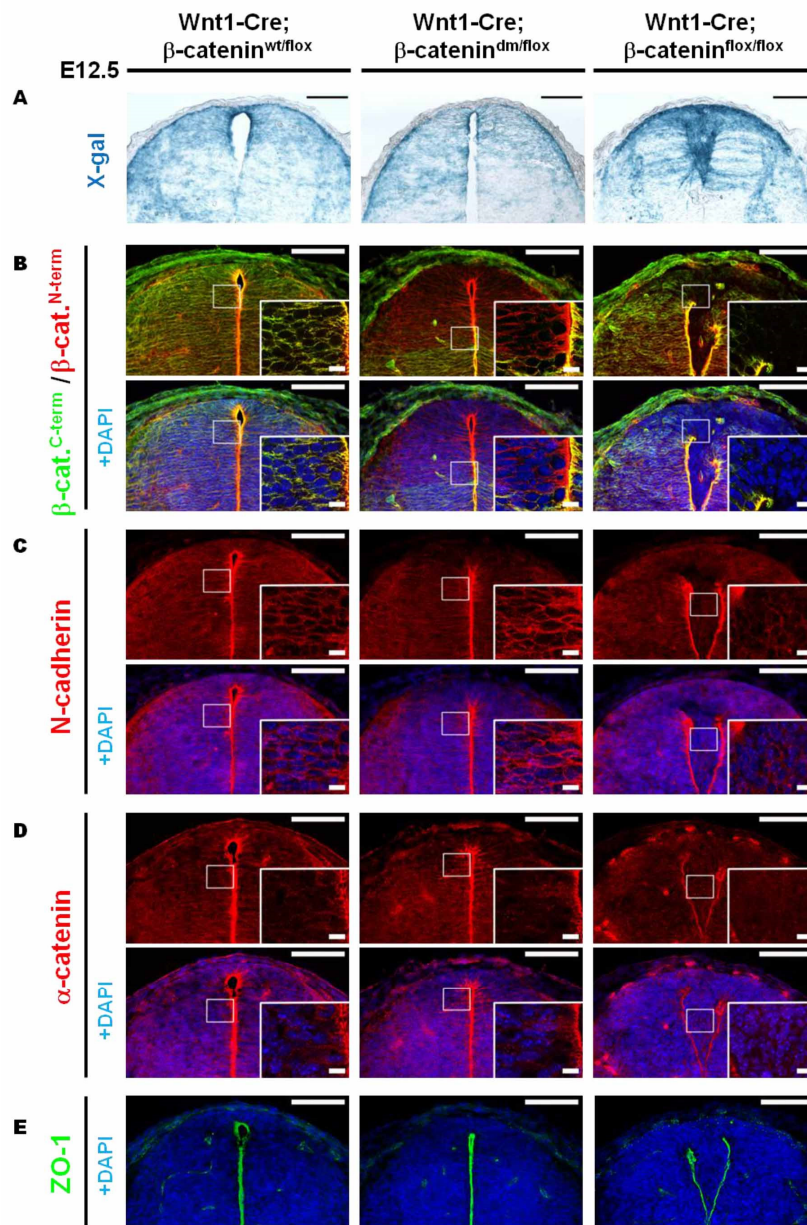 Wnt1-Cre;
β-catenin^wt/flox
Wnt1-Cre;
β-catenin^dm/flox
Wnt1-Cre;
β-catenin^flox/flox
E12.5
A
X-gal
B
β-cat.^C-term / β-cat.^N-term
+DAPI
C
N-cadherin
+DAPI
D
α-catenin
+DAPI
E
ZO-1
+DAPI